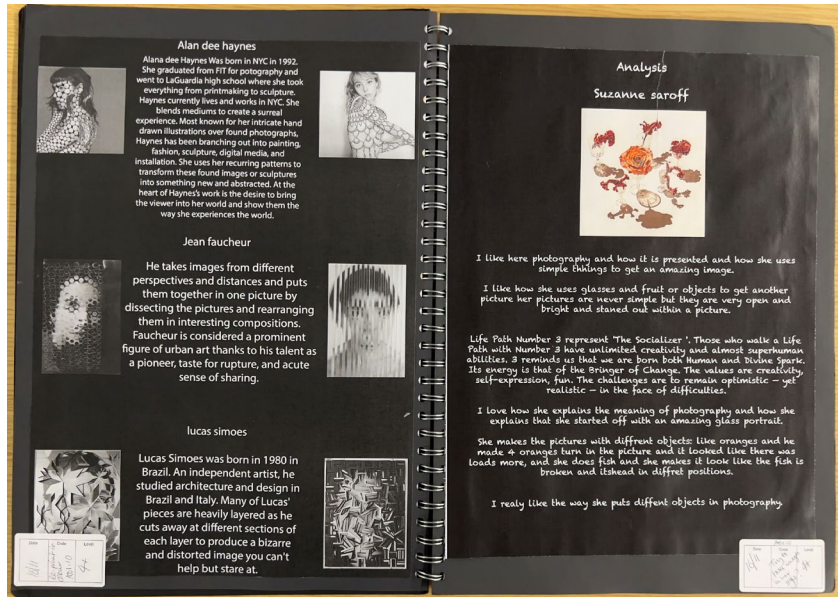 Alan dee haynes
Alana dee Haynes Was born in NYC in 1992.
She graduated from FIT for potography and
went to LaGuardia high school where she took
everything from printmaking to sculpture.
Haynes currently lives and works in NYC. She
blends mediums to create a surreal
experience. Most known for her intricate hand
drawn illustrations over found photographs,
Haynes has been branching out into painting,
fashion, sculpture, digital media, and
installation. She uses her recurring patterns to
transform these found images or sculptures
into something new and abstracted. At the
heart of Haynes's work is the desire to bring
the viewer into her world and show them the
way she experiences the world.
Jean faucheur
He takes images from different
perspectives and distances and puts
them together in one picture by
dissecting the pictures and rearranging
them in interesting compositions.
Faucheur is considered a prominent
figure of urban art thanks to his talent as
a pioneer, taste for rupture, and acute
sense of sharing.
lucas simoes
Lucas Simoes was born in 1980 in
Brazil. An independent artist, he
studied architecture and design in
Brazil and Italy. Many of Lucas'
pieces are heavily layered as he
cuts away at different sections of
each layer to produce a bizarre
and distorted image you can't
help but stare at.
Date Code Level
Analysis
Suzanne saroff
I like here photography and how it is presented and how she uses
simple thhings to get an amazing image.
I like how she uses glasses and fruit or objects to get another
picture her pictures are never simple but they are very open and
bright and staned out within a picture.
Life Path Number 3 represent 'The Socializer '. Those who walk a Life
Path with Number 3 have unlimited creativity and almost superhuman
abilities. 3 reminds us that we are born both Human and Divine Spark.
Its energy is that of the Bringer of Change. The values are creativity,
self-expression, fun. The challenges are to remain optimistic – yet
realistic – in the face of difficulties.
I love how she explains the meaning of photography and how she
explains that she started off with an amazing glass portrait.
She makes the pictures with diffrent objects: like oranges and he
made 4 oranges turn in the picture and it looked like there was
loads more, and she does fish and she makes it look like the fish is
broken and itshead in diffret positions.
I realy like the way she puts diffent objects in photography.
Date Code Level